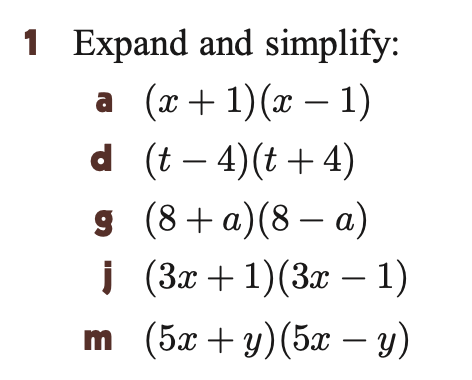 1 Expand and simplify:
a (x + 1)(x − 1)
d (t − 4)(t + 4)
g (8 + a)(8 − a)
j (3x + 1)(3x − 1)
m (5x + y)(5x − y)